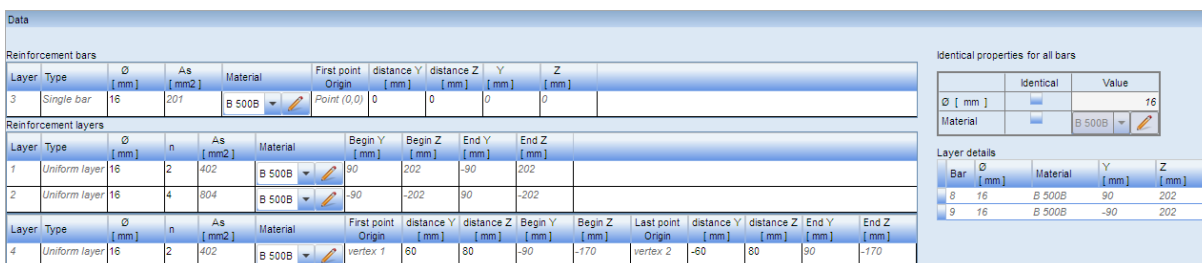 Data
Reinforcement bars
Layer Type Ø [ mm ] As [ mm2 ] Material First point Origin distance Y [ mm ] distance Z [ mm ] Y [ mm ] Z [ mm ]
3 Single bar 16 201 B 500B Point (0,0) 0 0 0 0
Reinforcement layers
Layer Type Ø [ mm ] n As [ mm2 ] Material Begin Y [ mm ] Begin Z [ mm ] End Y [ mm ] End Z [ mm ]
1 Uniform layer 16 2 402 B 500B 90 202 -90 202
2 Uniform layer 16 4 804 B 500B -90 -202 90 -202
Layer Type Ø [ mm ] n As [ mm2 ] Material First point Origin distance Y [ mm ] distance Z [ mm ] Begin Y [ mm ] Begin Z [ mm ] Last point Origin distance Y [ mm ] distance Z [ mm ] End Y [ mm ] End Z [ mm ]
4 Uniform layer 16 2 402 B 500B vertex 1 60 80 -90 -170 vertex 2 -60 80 90 -170
Identical properties for all bars
Identical Value
Ø [ mm ] 16
Material B 500B
Layer details
Bar Ø [ mm ] Material Y [ mm ] Z [ mm ]
8 16 B 500B 90 202
9 16 B 500B -90 202